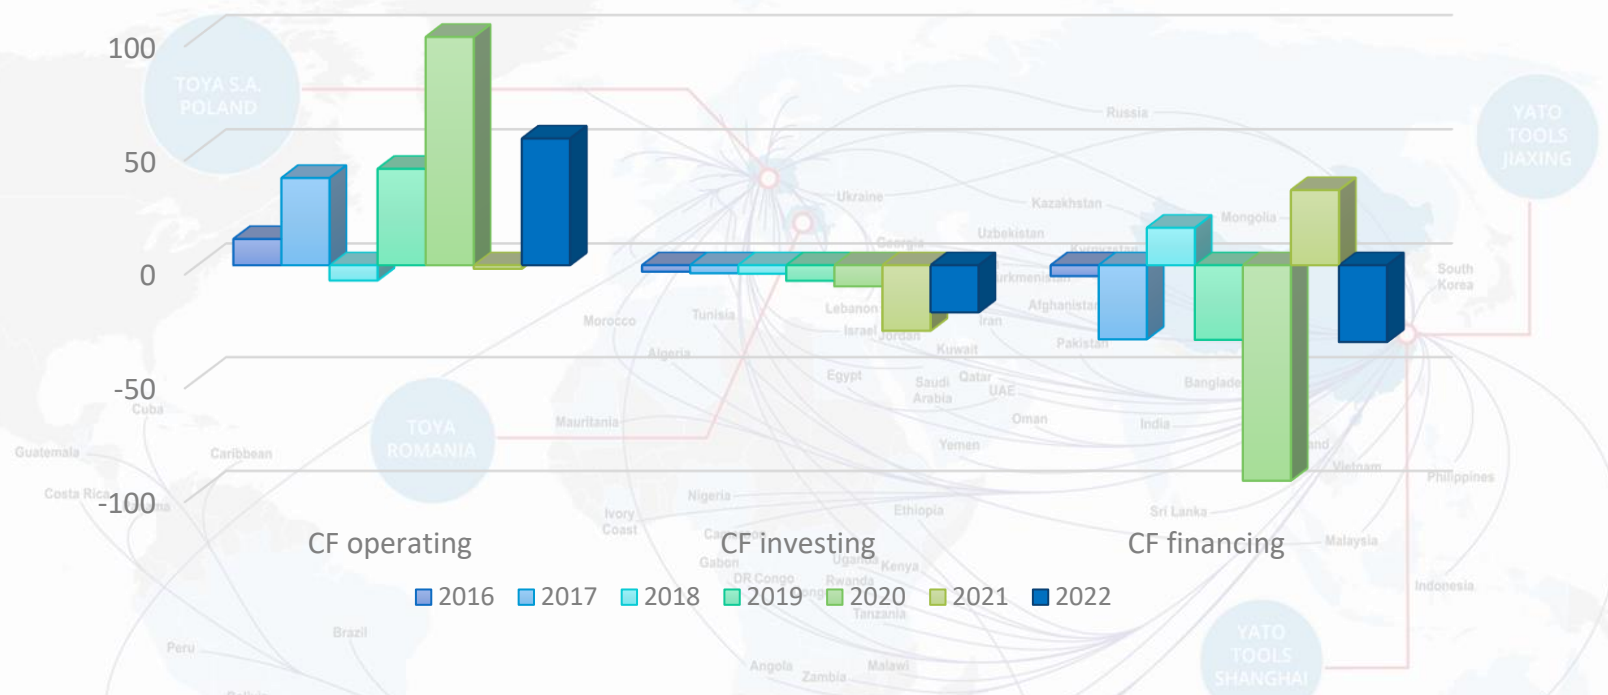 100
50
0
-50
-100
CF operating
CF investing
CF financing
2016
2017
2018
2019
2020
2021
2022
TOYA S.A.
POLAND
YATO
TOOLS
JIAXING
TOYA
ROMANIA
YATO
TOOLS
SHANGHAI
Russia
Ukraine
Kazakhstan
Mongolia
Uzbekistan
Georgia
Kyrgyzstan
South
Korea
Afghanistan
Lebanon
Israel
Jordan
Iran
Pakistan
Kuwait
Morocco
Tunisia
Algeria
Egypt
Saudi
Arabia
Qatar
UAE
Oman
Yemen
India
Mauritania
Cuba
Guatemala
Caribbean
Costa Rica
Nigeria
Ivory
Coast
Ethiopia
Sri Lanka
Vietnam
Philippines
Malaysia
Indonesia
Gabon
DR Congo
Uganda
Kenya
Rwanda
Tanzania
Peru
Brazil
Angola
Zambia
Malawi